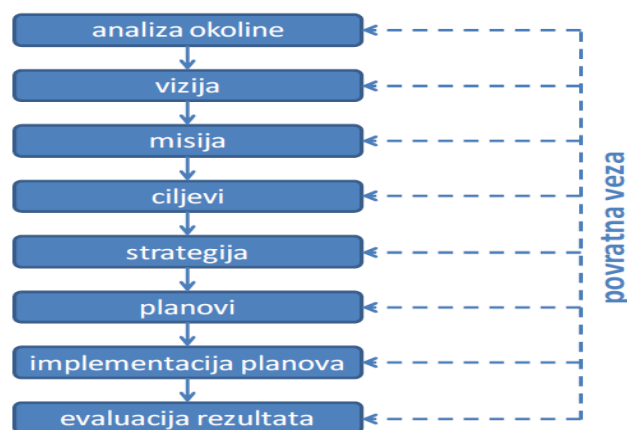 analiza okoline
vizija
misija
ciljevi
strategija
planovi
implementacija planova
evaluacija rezultata
povratna veza